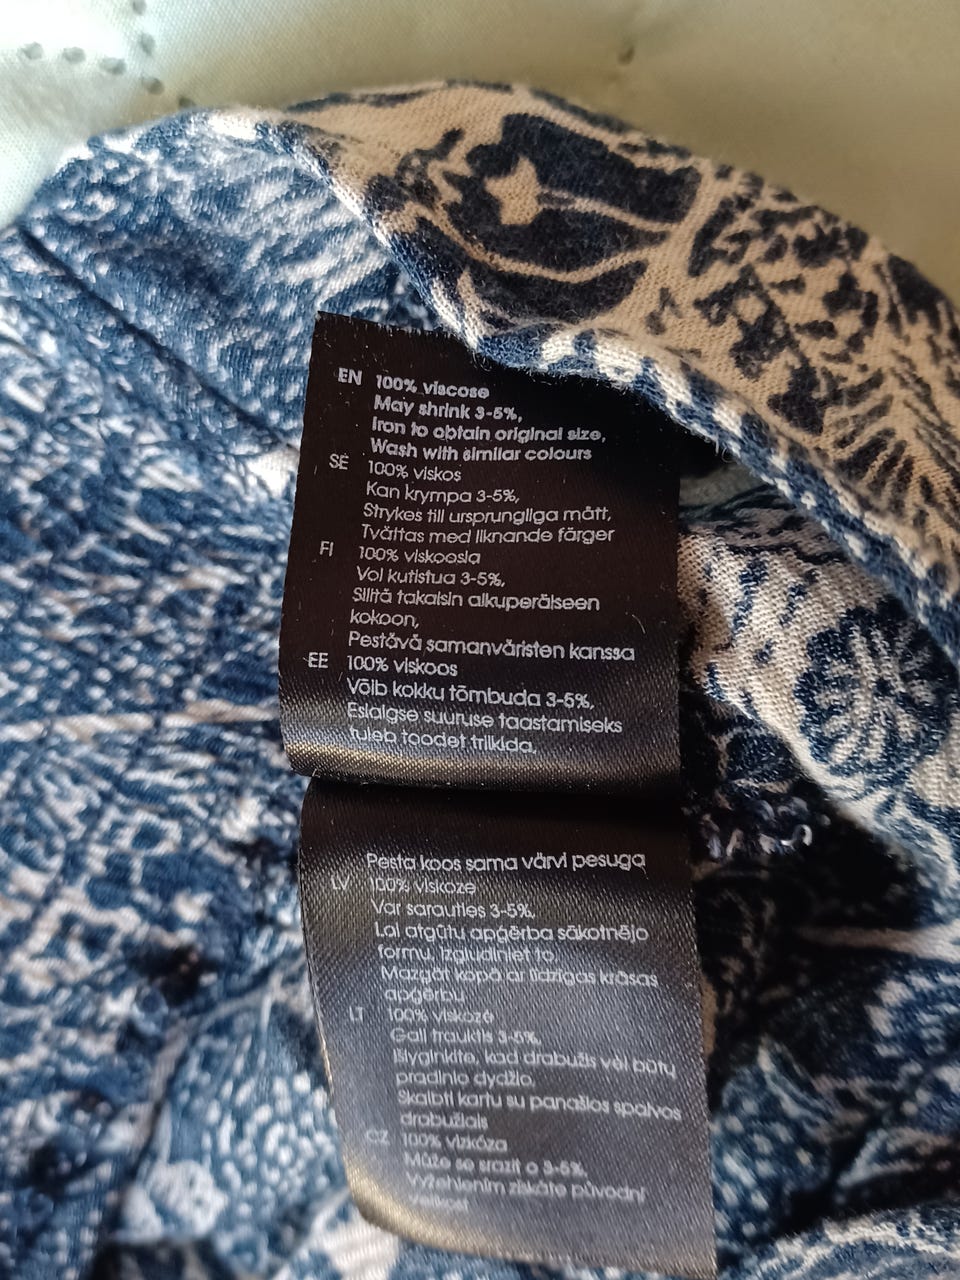 EN 100% viscose
May shrink 3-5%,
Iron to obtain original size,
Wash with similar colours
SE 100% viskos
Kan krympa 3-5%,
Strykes till ursprungliga mått,
Tvättas med liknande färger
FI 100% viskoosia
Voi kutistua 3-5%,
Silitä takaisin alkuperäiseen
kokoon,
Pestävä samanväristen kanssa
EE 100% viskoos
Võib kokku tõmbuda 3-5%,
Eslalgse suuruse taastamiseks
tuleb toodet triikida,
Pesta koos sama värvi pesuga
LV 100% viskoze
Var sarauties 3-5%,
Lai atgūtu apģērba sākotnējo
formu, izgludiniet to,
Mazgāt kopā ar līdzīgas krāsas
apģērbu
LT 100% viskozė
Gali trauktis 3-5%,
Išlyginkite, kad drabužis vėl būtų
pradinio dydžio,
Skalbti kartu su panašios spalvos
drabužiais
CZ 100% vizkóza
Může se srazit o 3-5%,
Vyžehlením získáte původní
velikost